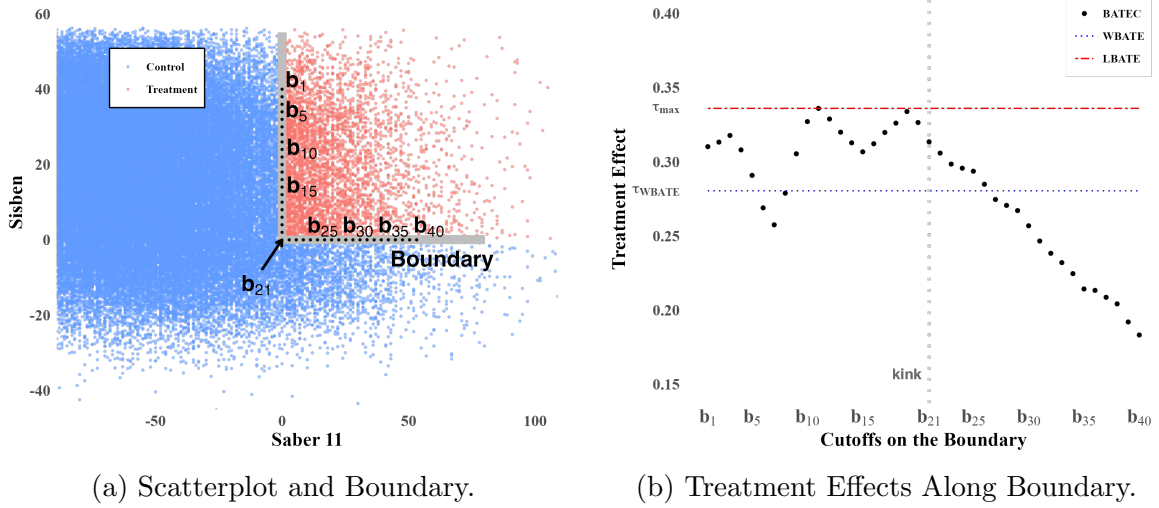 60
40
20
0
-20
-40
Sisben
Control
Treatment
b1
b5
b10
b15
b25 b30 b35 b40
Boundary
b21
-50 0 50 100
Saber 11
(a) Scatterplot and Boundary.
0.40
0.35
τmax
0.30
τWBATE
0.25
0.20
0.15
Treatment Effect
BATEC
WBATE
LBATE
kink
b1 b5 b10 b15 b21 b25 b30 b35 b40
Cutoffs on the Boundary
(b) Treatment Effects Along Boundary.